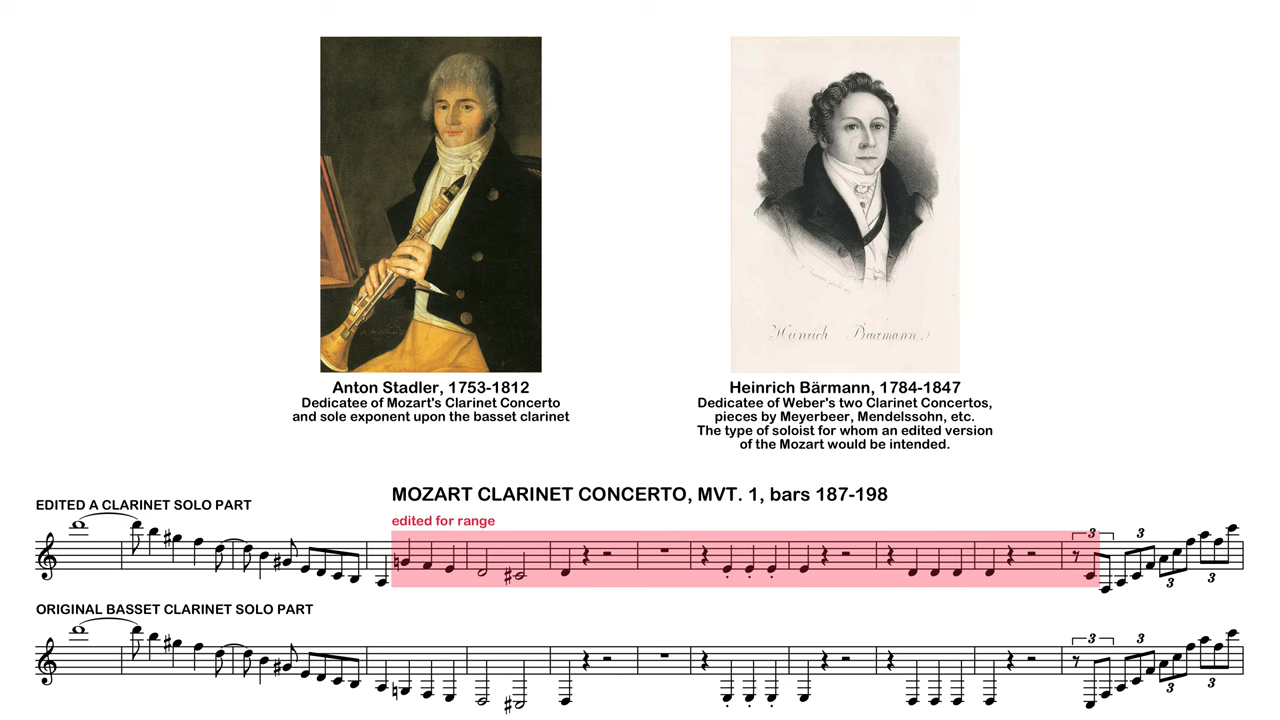 Heinrich Baermann
Anton Stadler, 1753-1812
Dedicatee of Mozart's Clarinet Concerto
and sole exponent upon the basset clarinet
Heinrich Bärmann, 1784-1847
Dedicatee of Weber's two Clarinet Concertos,
pieces by Meyerbeer, Mendelssohn, etc.
The type of soloist for whom an edited version
of the Mozart would be intended.
MOZART CLARINET CONCERTO, MVT. 1, bars 187-198
EDITED A CLARINET SOLO PART
edited for range
3 3
3 3
ORIGINAL BASSET CLARINET SOLO PART
3 3
3 3